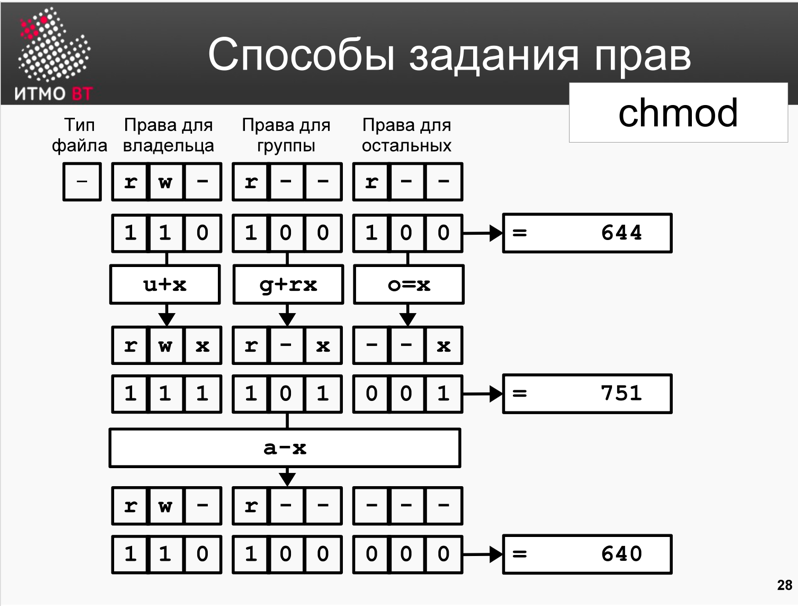 Способы задания прав
ИТМО ВТ
chmod
Тип файла
Права для владельца
Права для группы
Права для остальных
- r w - r - - r - -
1 1 0 1 0 0 1 0 0 = 644
u+x g+rx o=x
r w x r - x - - x
1 1 1 1 0 1 0 0 1 = 751
a-x
r w - r - - - - -
1 1 0 1 0 0 0 0 0 = 640
28